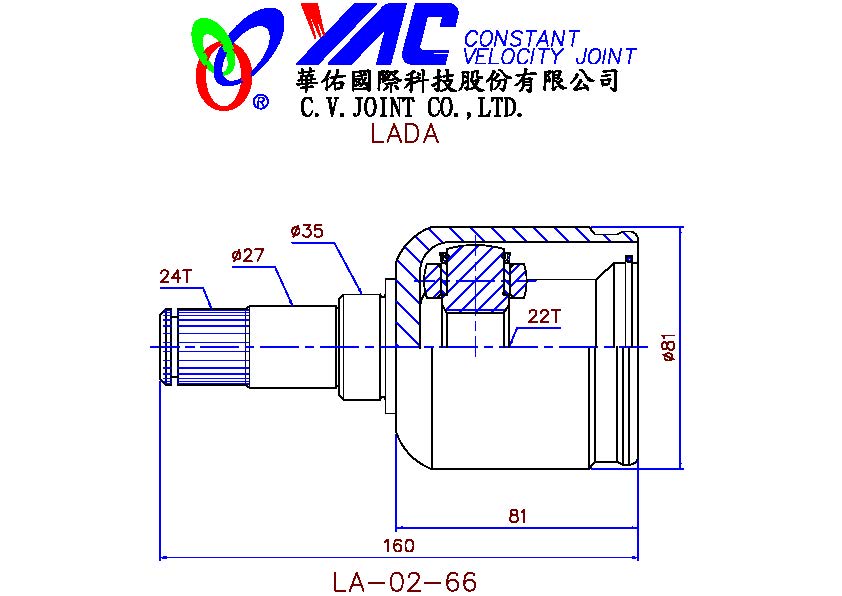 YAC CONSTANT
VELOCITY JOINT
華佑國際科技股份有限公司
®
C.V.JOINT CO.,LTD.
LADA
ø35
ø27
24T
22T
ø81
81
160
LA-02-66